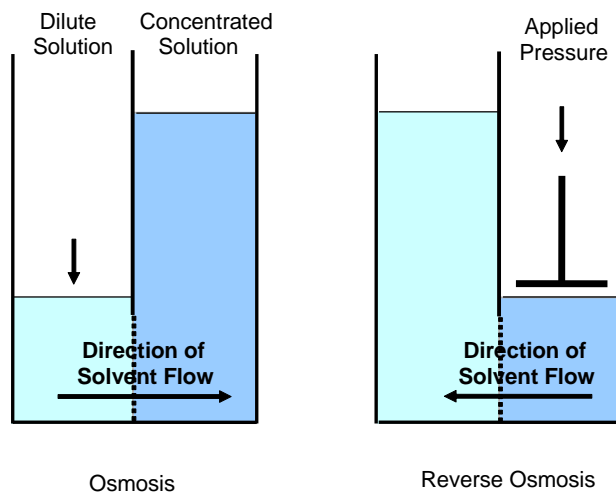 Dilute
Solution
Concentrated
Solution
Applied
Pressure
Direction of
Solvent Flow
Direction of
Solvent Flow
Osmosis
Reverse Osmosis